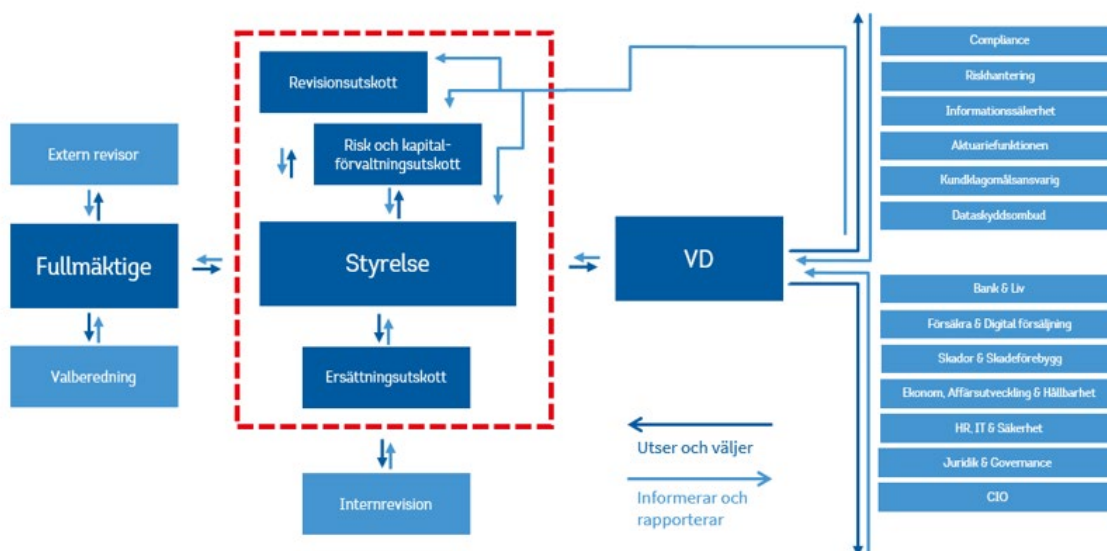 Revisionsutskott
Risk och kapital-
förvaltningsutskott
Extern revisor
Fullmäktige
Valberedning
Styrelse
Ersättningsutskott
Internrevision
VD
Utser och väljer
Informerar och
rapporterar
Compliance
Riskhantering
Informationssäkerhet
Aktuariefunktionen
Kundklagomålsansvarig
Dataskyddsombud
Bank & Liv
Försäkra & Digital försäljning
Skador & Skadeförebygg
Ekonom, Affärsutveckling & Hållbarhet
HR, IT & Säkerhet
Juridik & Governance
CIO